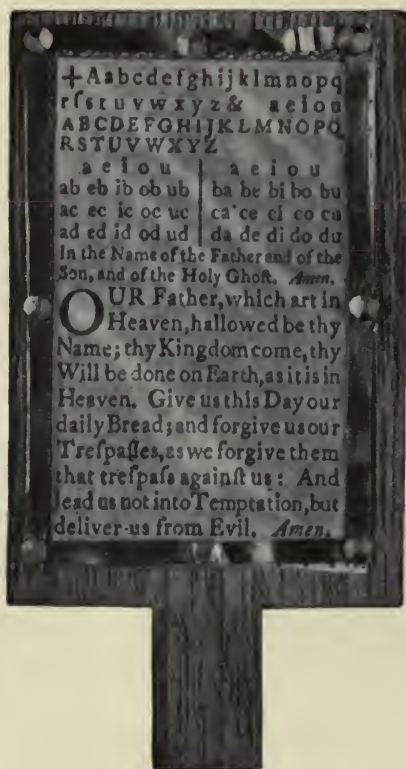 +Aabcdefghijklmnopq
rſstuvwxyz& aeiou
ABCDEFGHIJKLMNOPQ
RSTUVWXYZ
a e i o u | a e i o u
ab eb ib ob ub | ba be bi bo bu
ac ec ic oc uc | ca ce ci co cu
ad ed id od ud | da de di do du
In the Name of the Father and of the
Son, and of the Holy Ghoſt. Amen.
OUR Father, which art in
Heaven, hallowed be thy
Name; thy Kingdom come, thy
Will be done on Earth, as it is in
Heaven. Give us this Day our
daily Bread; and forgive us our
Treſpaſſes, as we forgive them
that treſpaſs againſt us: And
lead us not into Temptation, but
deliver us from Evil. Amen.